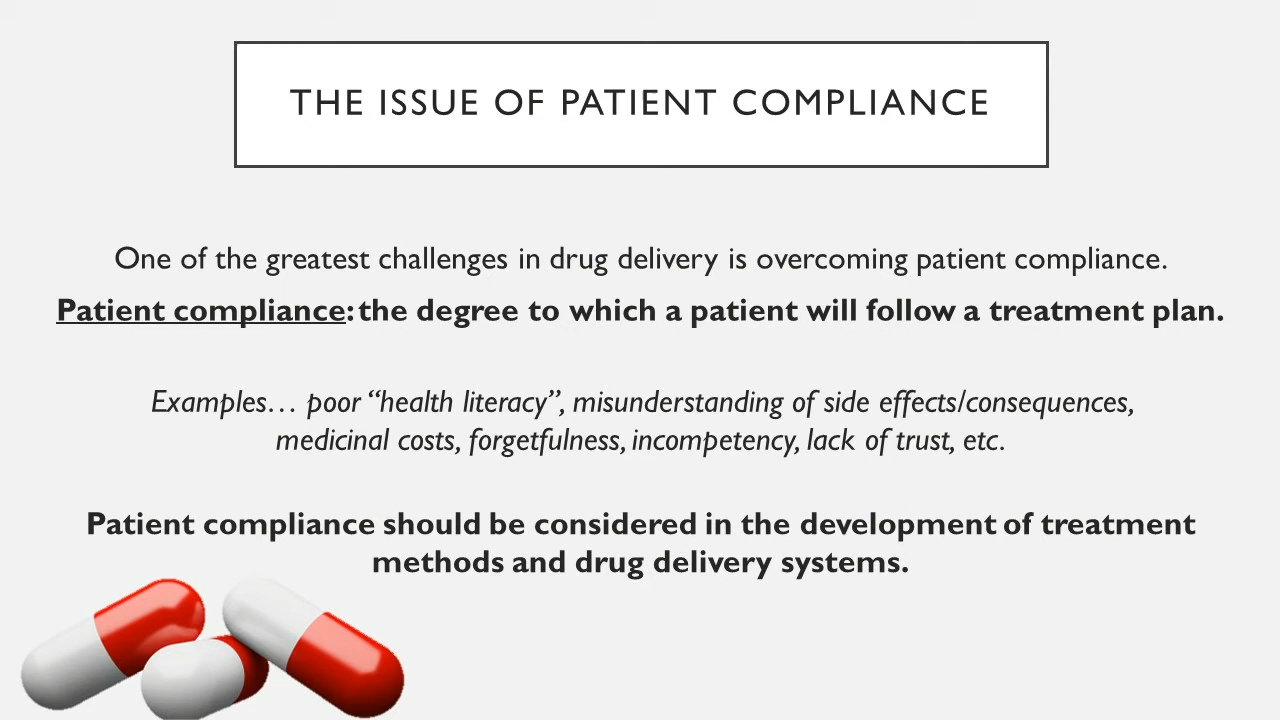 THE ISSUE OF PATIENT COMPLIANCE
One of the greatest challenges in drug delivery is overcoming patient compliance.
Patient compliance: the degree to which a patient will follow a treatment plan.
Examples… poor “health literacy”, misunderstanding of side effects/consequences,
medicinal costs, forgetfulness, incompetency, lack of trust, etc.
Patient compliance should be considered in the development of treatment
methods and drug delivery systems.